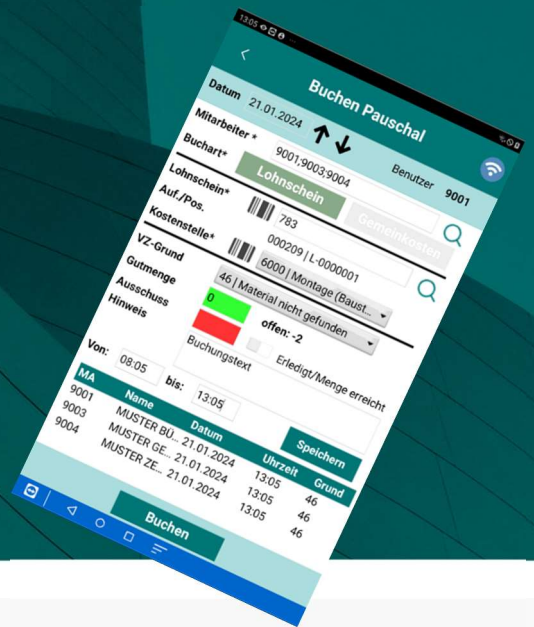 13:05
Buchen Pauschal
Datum 21.01.2024 Benutzer 9001
Mitarbeiter * 9001;9003;9004
Buchart* Lohnschein Gemeinkosten
Lohnschein* 783
Auf./Pos. 000209 | L-0000001
Kostenstelle* 6000 | Montage (Baust...
VZ-Grund 46 | Material nicht gefunden
Gutmenge 0 offen: -2
Ausschuss Erledigt/Menge erreicht
Hinweis Buchungstext
Von: 08:05 bis: 13:05 Speichern
MA Name Datum Uhrzeit Grund
9001 MUSTER BÜ... 21.01.2024 13:05 46
9003 MUSTER GE... 21.01.2024 13:05 46
9004 MUSTER ZE... 21.01.2024 13:05 46
Buchen